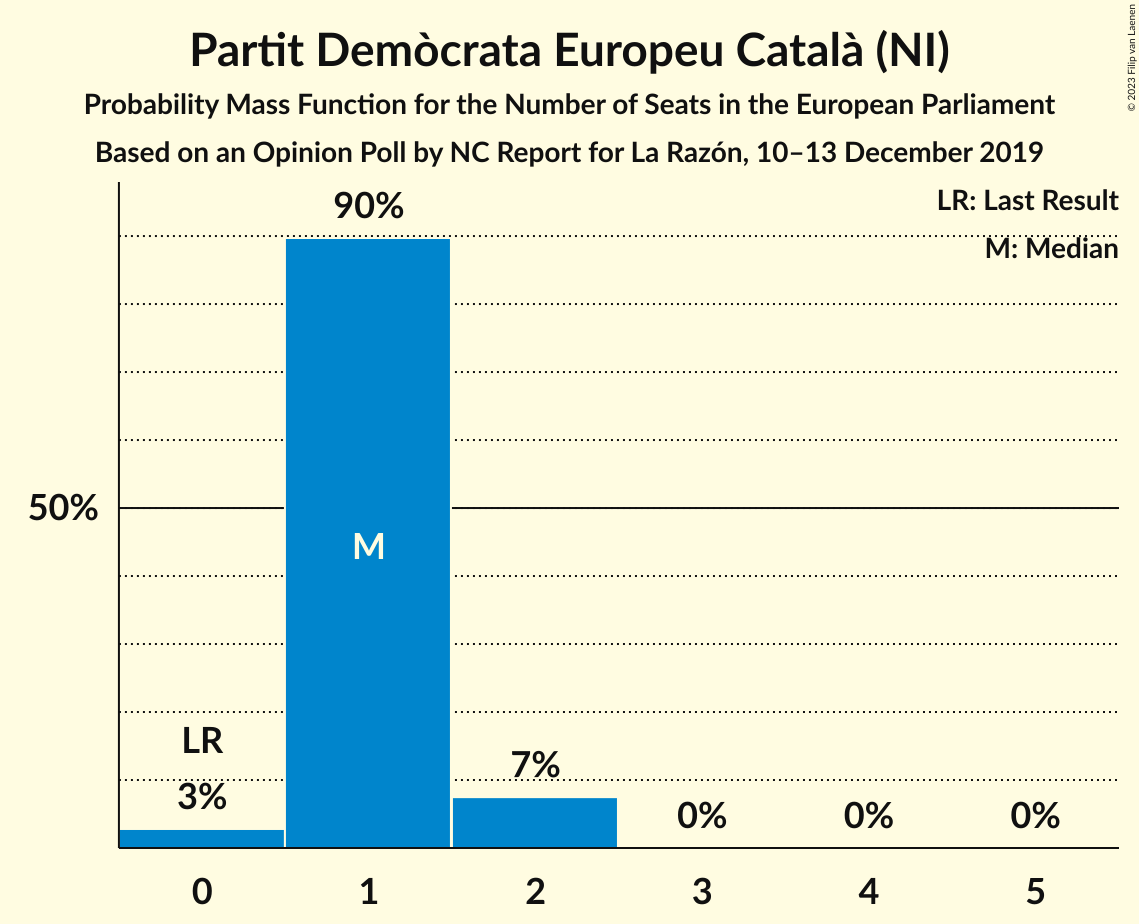 Partit Demòcrata Europeu Català (NI)
Probability Mass Function for the Number of Seats in the European Parliament
Based on an Opinion Poll by NC Report for La Razón, 10–13 December 2019
© 2023 Filip van Laenen
LR: Last Result
M: Median
90%
50%
M
LR
3%
7%
0%
0%
0%
0
1
2
3
4
5